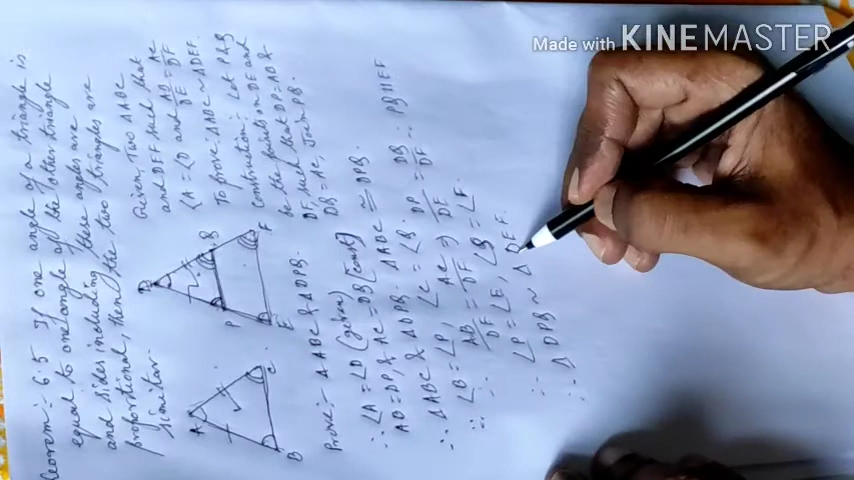 Made with KINEMASTER
eorem:- 6.5 If one angle of a triangle is
equal to one angle of the other triangle
and sides including these angles are
proportional, then the two triangles are
similar.
Given, Two △ABC
and DEF such that
∠A = ∠D and AB/DE = AC/DF
To prove: △ABC ~ △DEF.
Construction: Let P & Q
be the points on DE and
DF, such that DP = AB &
DQ = AC, Join PQ.
A
B
C
D
P
Q
E
F
Prove:- △ABC & △DPQ.
∴ ∠A = ∠D (given)
AB = DP, & AC = DQ [const]
∴ △ABC & △DPQ. △ABC ≅ DPQ.
∠B = ∠P, ∠C = ∠Q.
∵ AB/DE = AC/DF ⇒ DP/DE = DQ/DF ∴ PQ || EF
∴ ∠P = ∠E, ∠Q = ∠F.
∴ △DPQ ~ △DEF.